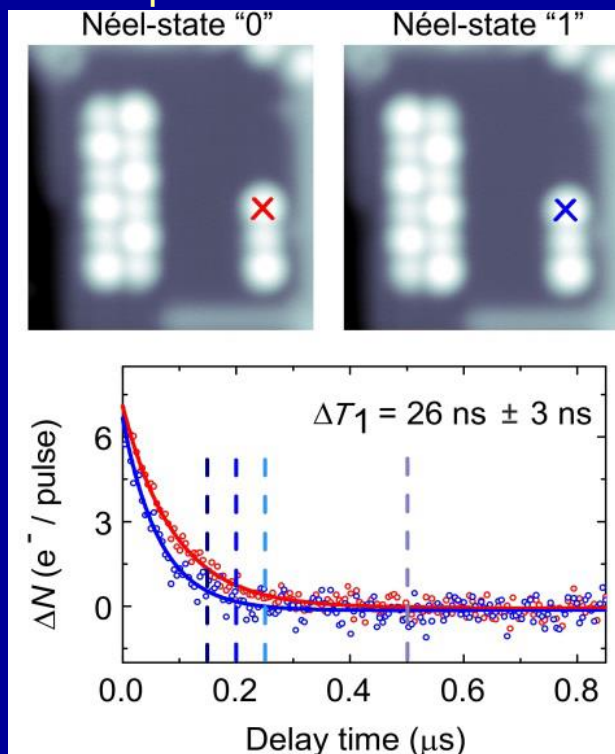 Néel-state “0” Néel-state “1”
ΔT₁ = 26 ns ± 3 ns
6
3
0
ΔN (e⁻ / pulse)
0.0 0.2 0.4 0.6 0.8
Delay time (μs)